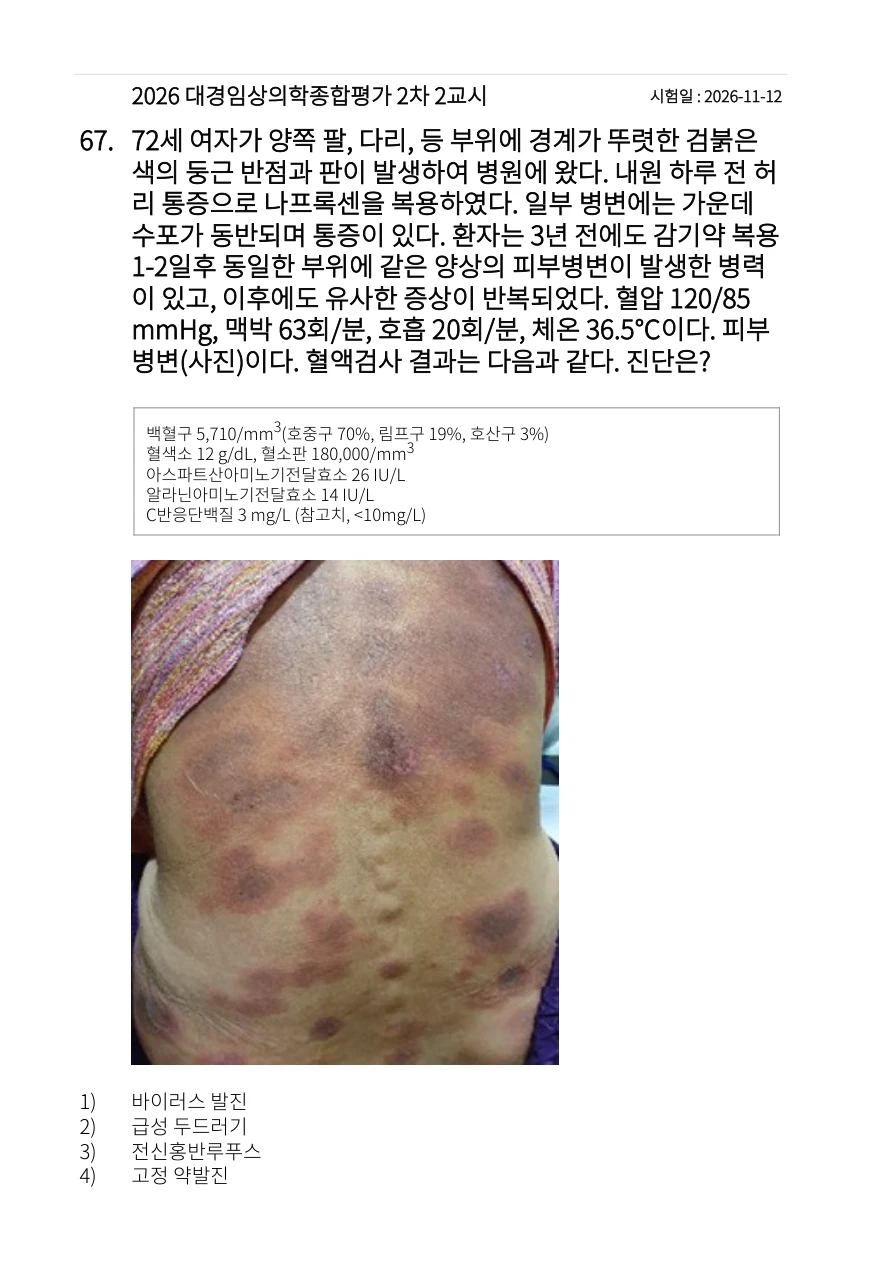 2026 대경임상의학종합평가 2차 2교시
시험일 : 2026-11-12
67. 72세 여자가 양쪽 팔, 다리, 등 부위에 경계가 뚜렷한 검붉은
색의 둥근 반점과 판이 발생하여 병원에 왔다. 내원 하루 전 허
리 통증으로 나프록센을 복용하였다. 일부 병변에는 가운데
수포가 동반되며 통증이 있다. 환자는 3년 전에도 감기약 복용
1-2일후 동일한 부위에 같은 양상의 피부병변이 발생한 병력
이 있고, 이후에도 유사한 증상이 반복되었다. 혈압 120/85
mmHg, 맥박 63회/분, 호흡 20회/분, 체온 36.5°C이다. 피부
병변(사진)이다. 혈액검사 결과는 다음과 같다. 진단은?
백혈구 5,710/mm³(호중구 70%, 림프구 19%, 호산구 3%)
혈색소 12 g/dL, 혈소판 180,000/mm³
아스파트산아미노기전달효소 26 IU/L
알라닌아미노기전달효소 14 IU/L
C반응단백질 3 mg/L (참고치, <10mg/L)
1) 바이러스 발진
2) 급성 두드러기
3) 전신홍반루푸스
4) 고정 약발진